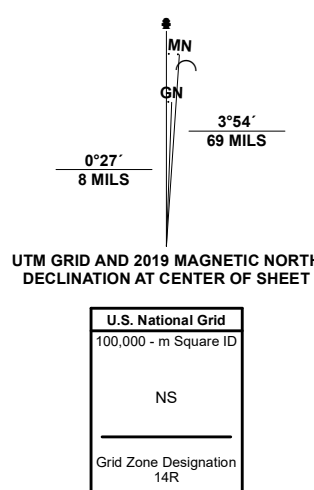 MN
GN
3°54´
69 MILS
0°27´
8 MILS
UTM GRID AND 2019 MAGNETIC NORTH
DECLINATION AT CENTER OF SHEET
U.S. National Grid
100,000 - m Square ID
NS
Grid Zone Designation
14R